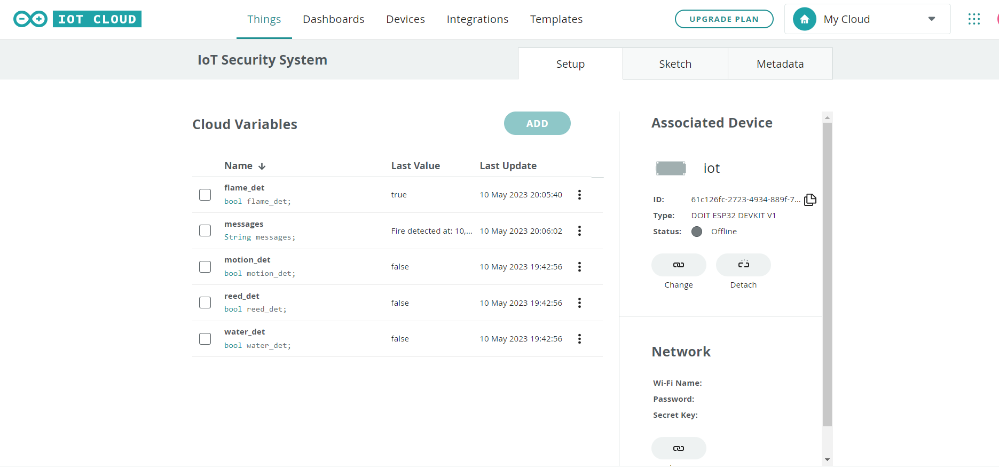 IOT CLOUD
Things Dashboards Devices Integrations Templates UPGRADE PLAN My Cloud
IoT Security System
Setup Sketch Metadata
Cloud Variables ADD
Name Last Value Last Update
flame_det
bool flame_det;
true 10 May 2023 20:05:40
messages
String messages;
Fire detected at: 10,... 10 May 2023 20:06:02
motion_det
bool motion_det;
false 10 May 2023 19:42:56
reed_det
bool reed_det;
false 10 May 2023 19:42:56
water_det
bool water_det;
false 10 May 2023 19:42:56
Associated Device
iot
ID: 61c126fc-2723-4934-889f-7...
Type: DOIT ESP32 DEVKIT V1
Status: Offline
Change Detach
Network
Wi-Fi Name:
Password:
Secret Key: